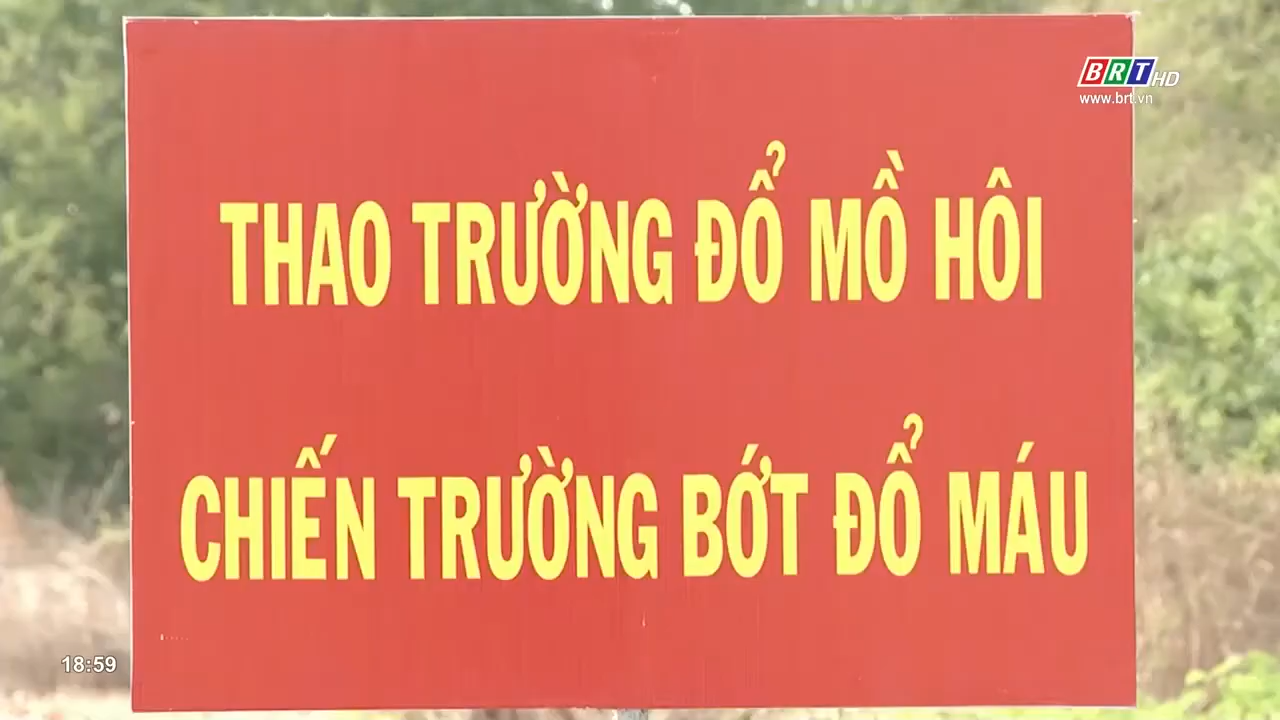 BRT HD
www.brt.vn
THAO TRƯỜNG ĐỔ MỒ HÔI
CHIẾN TRƯỜNG BỚT ĐỔ MÁU
18:59